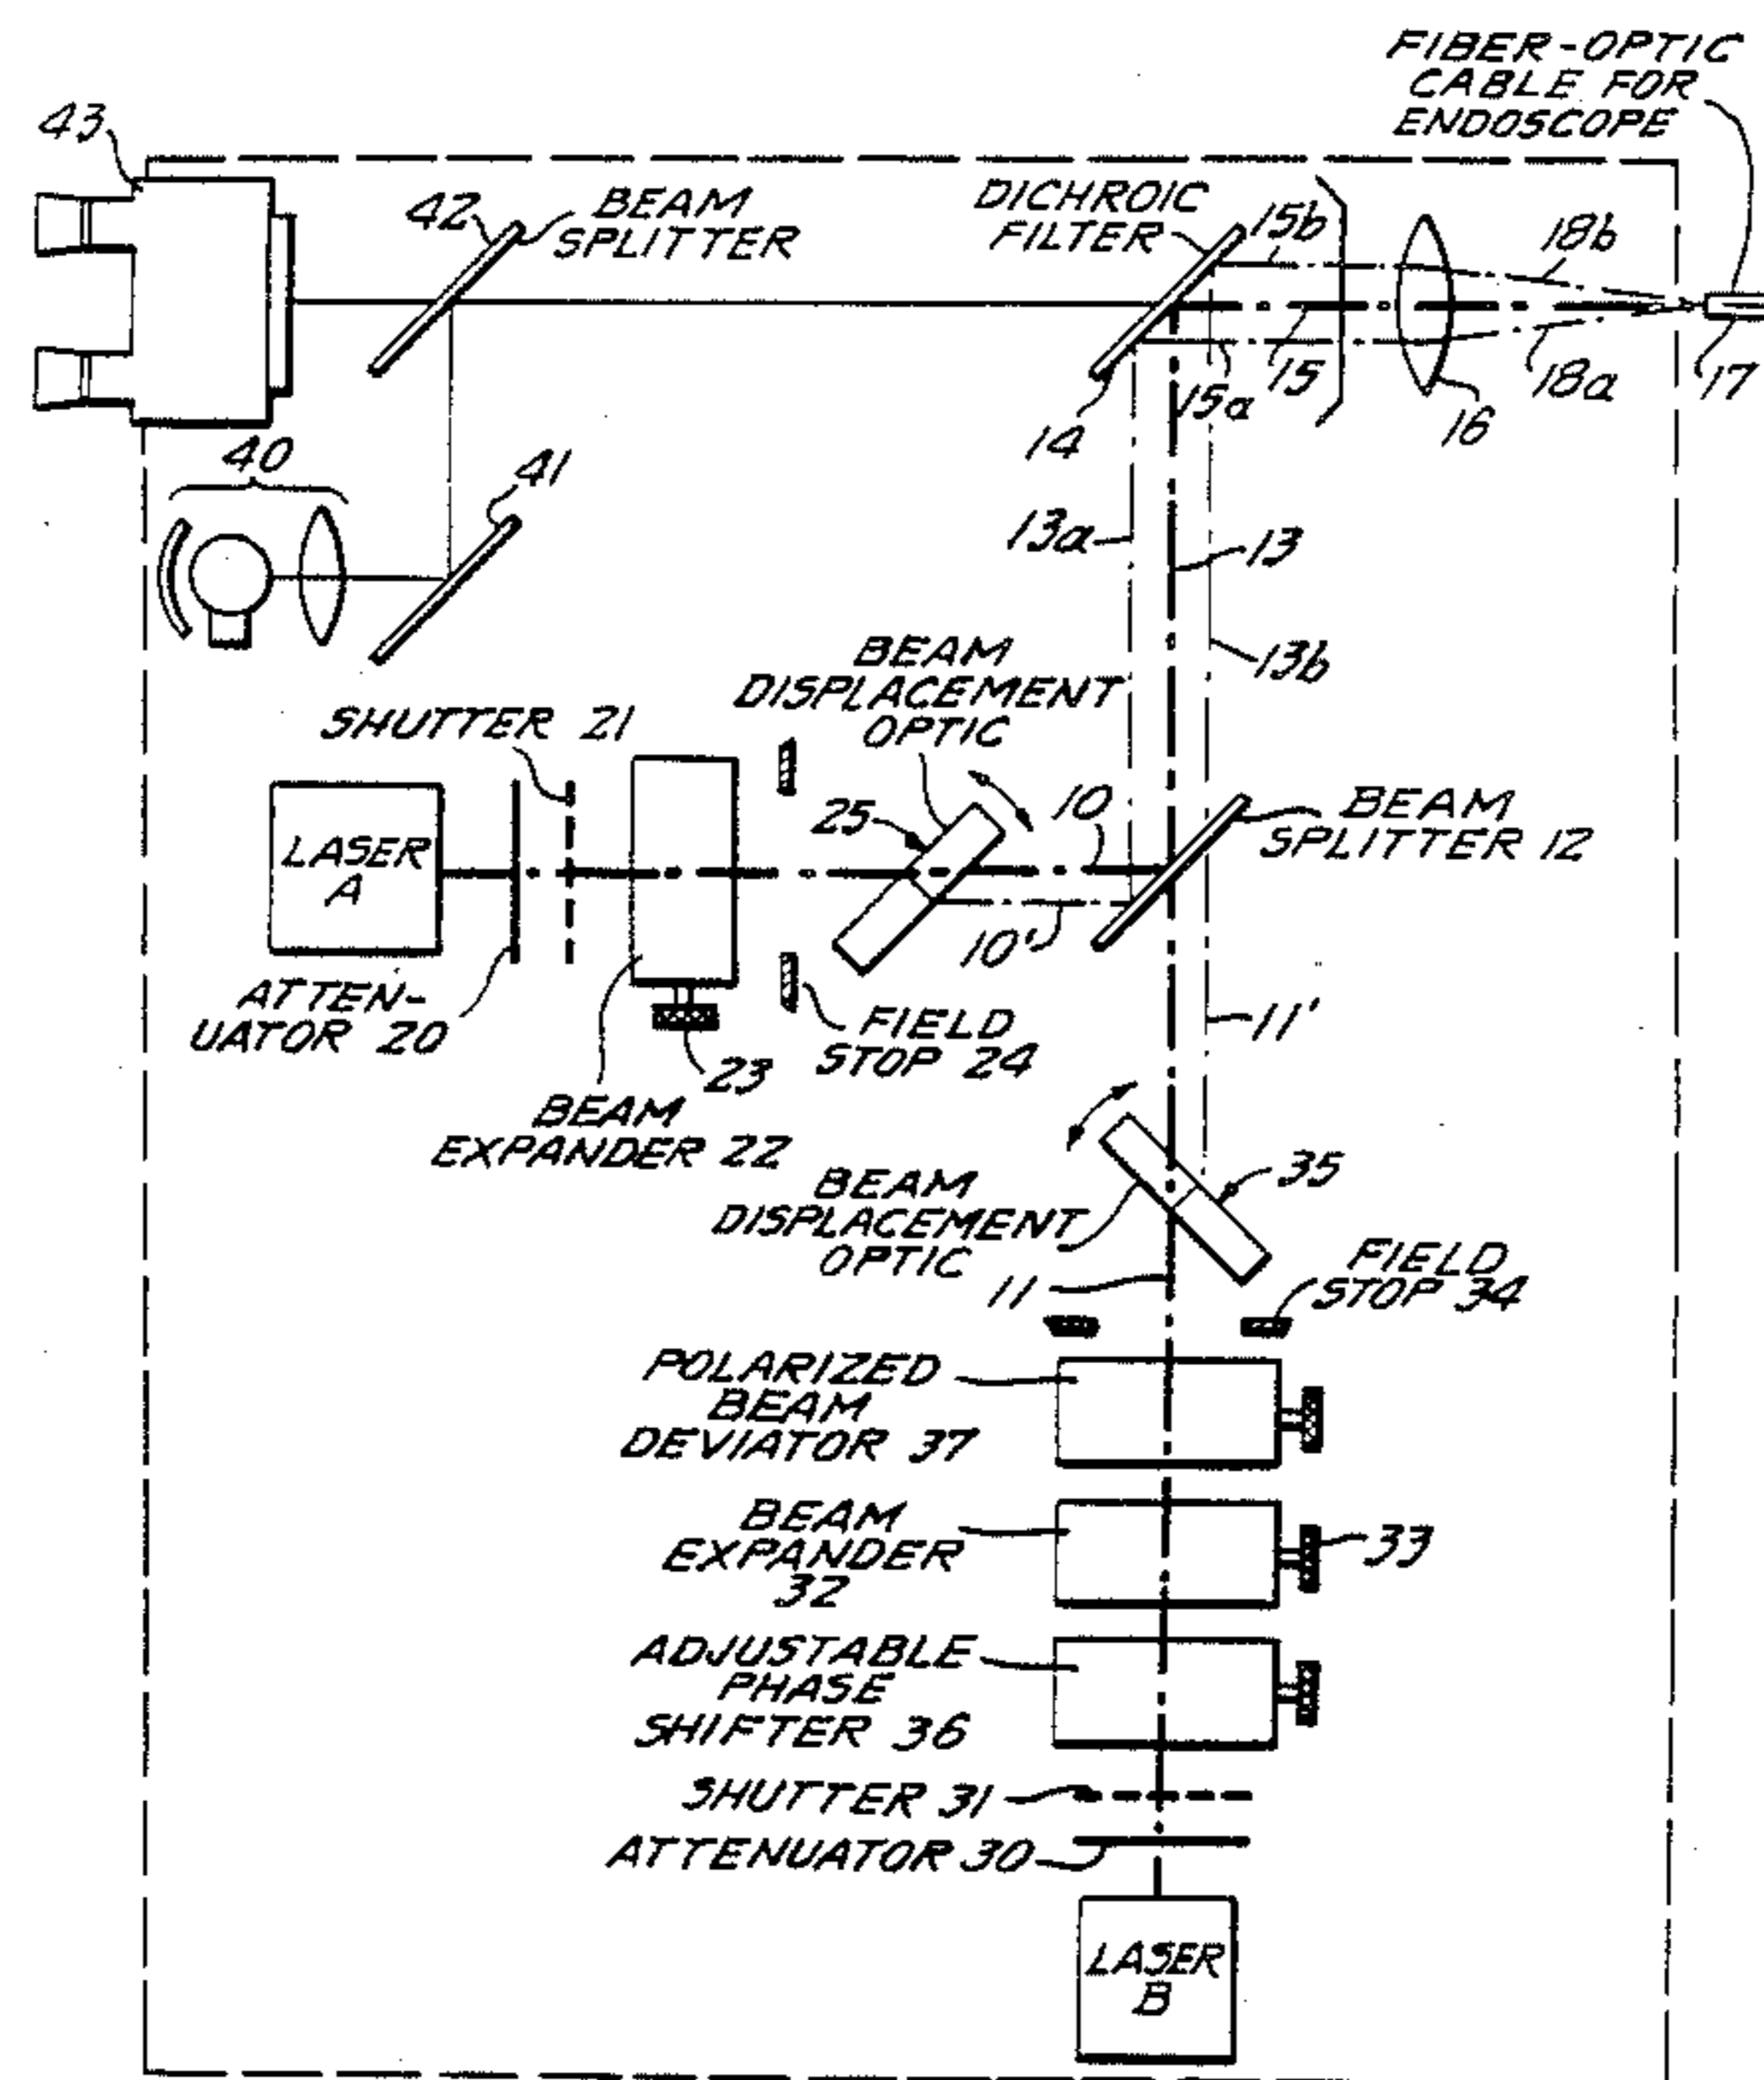 FIBER-OPTIC
CABLE FOR
ENDOSCOPE
43
42
BEAM
SPLITTER
DICHROIC
FILTER
15b
18b
15
15a
18a
17
16
14
40
41
13a
13
13b
BEAM
DISPLACEMENT
OPTIC
SHUTTER 21
25
10
BEAM
SPLITTER 12
LASER
A
10'
ATTEN-
UATOR 20
FIELD
STOP 24
11'
23
BEAM
EXPANDER 22
35
BEAM
DISPLACEMENT
OPTIC
11
FIELD
STOP 34
POLARIZED
BEAM
DEVIATOR 37
BEAM
EXPANDER
32
33
ADJUSTABLE
PHASE
SHIFTER 36
SHUTTER 31
ATTENUATOR 30
LASER
B